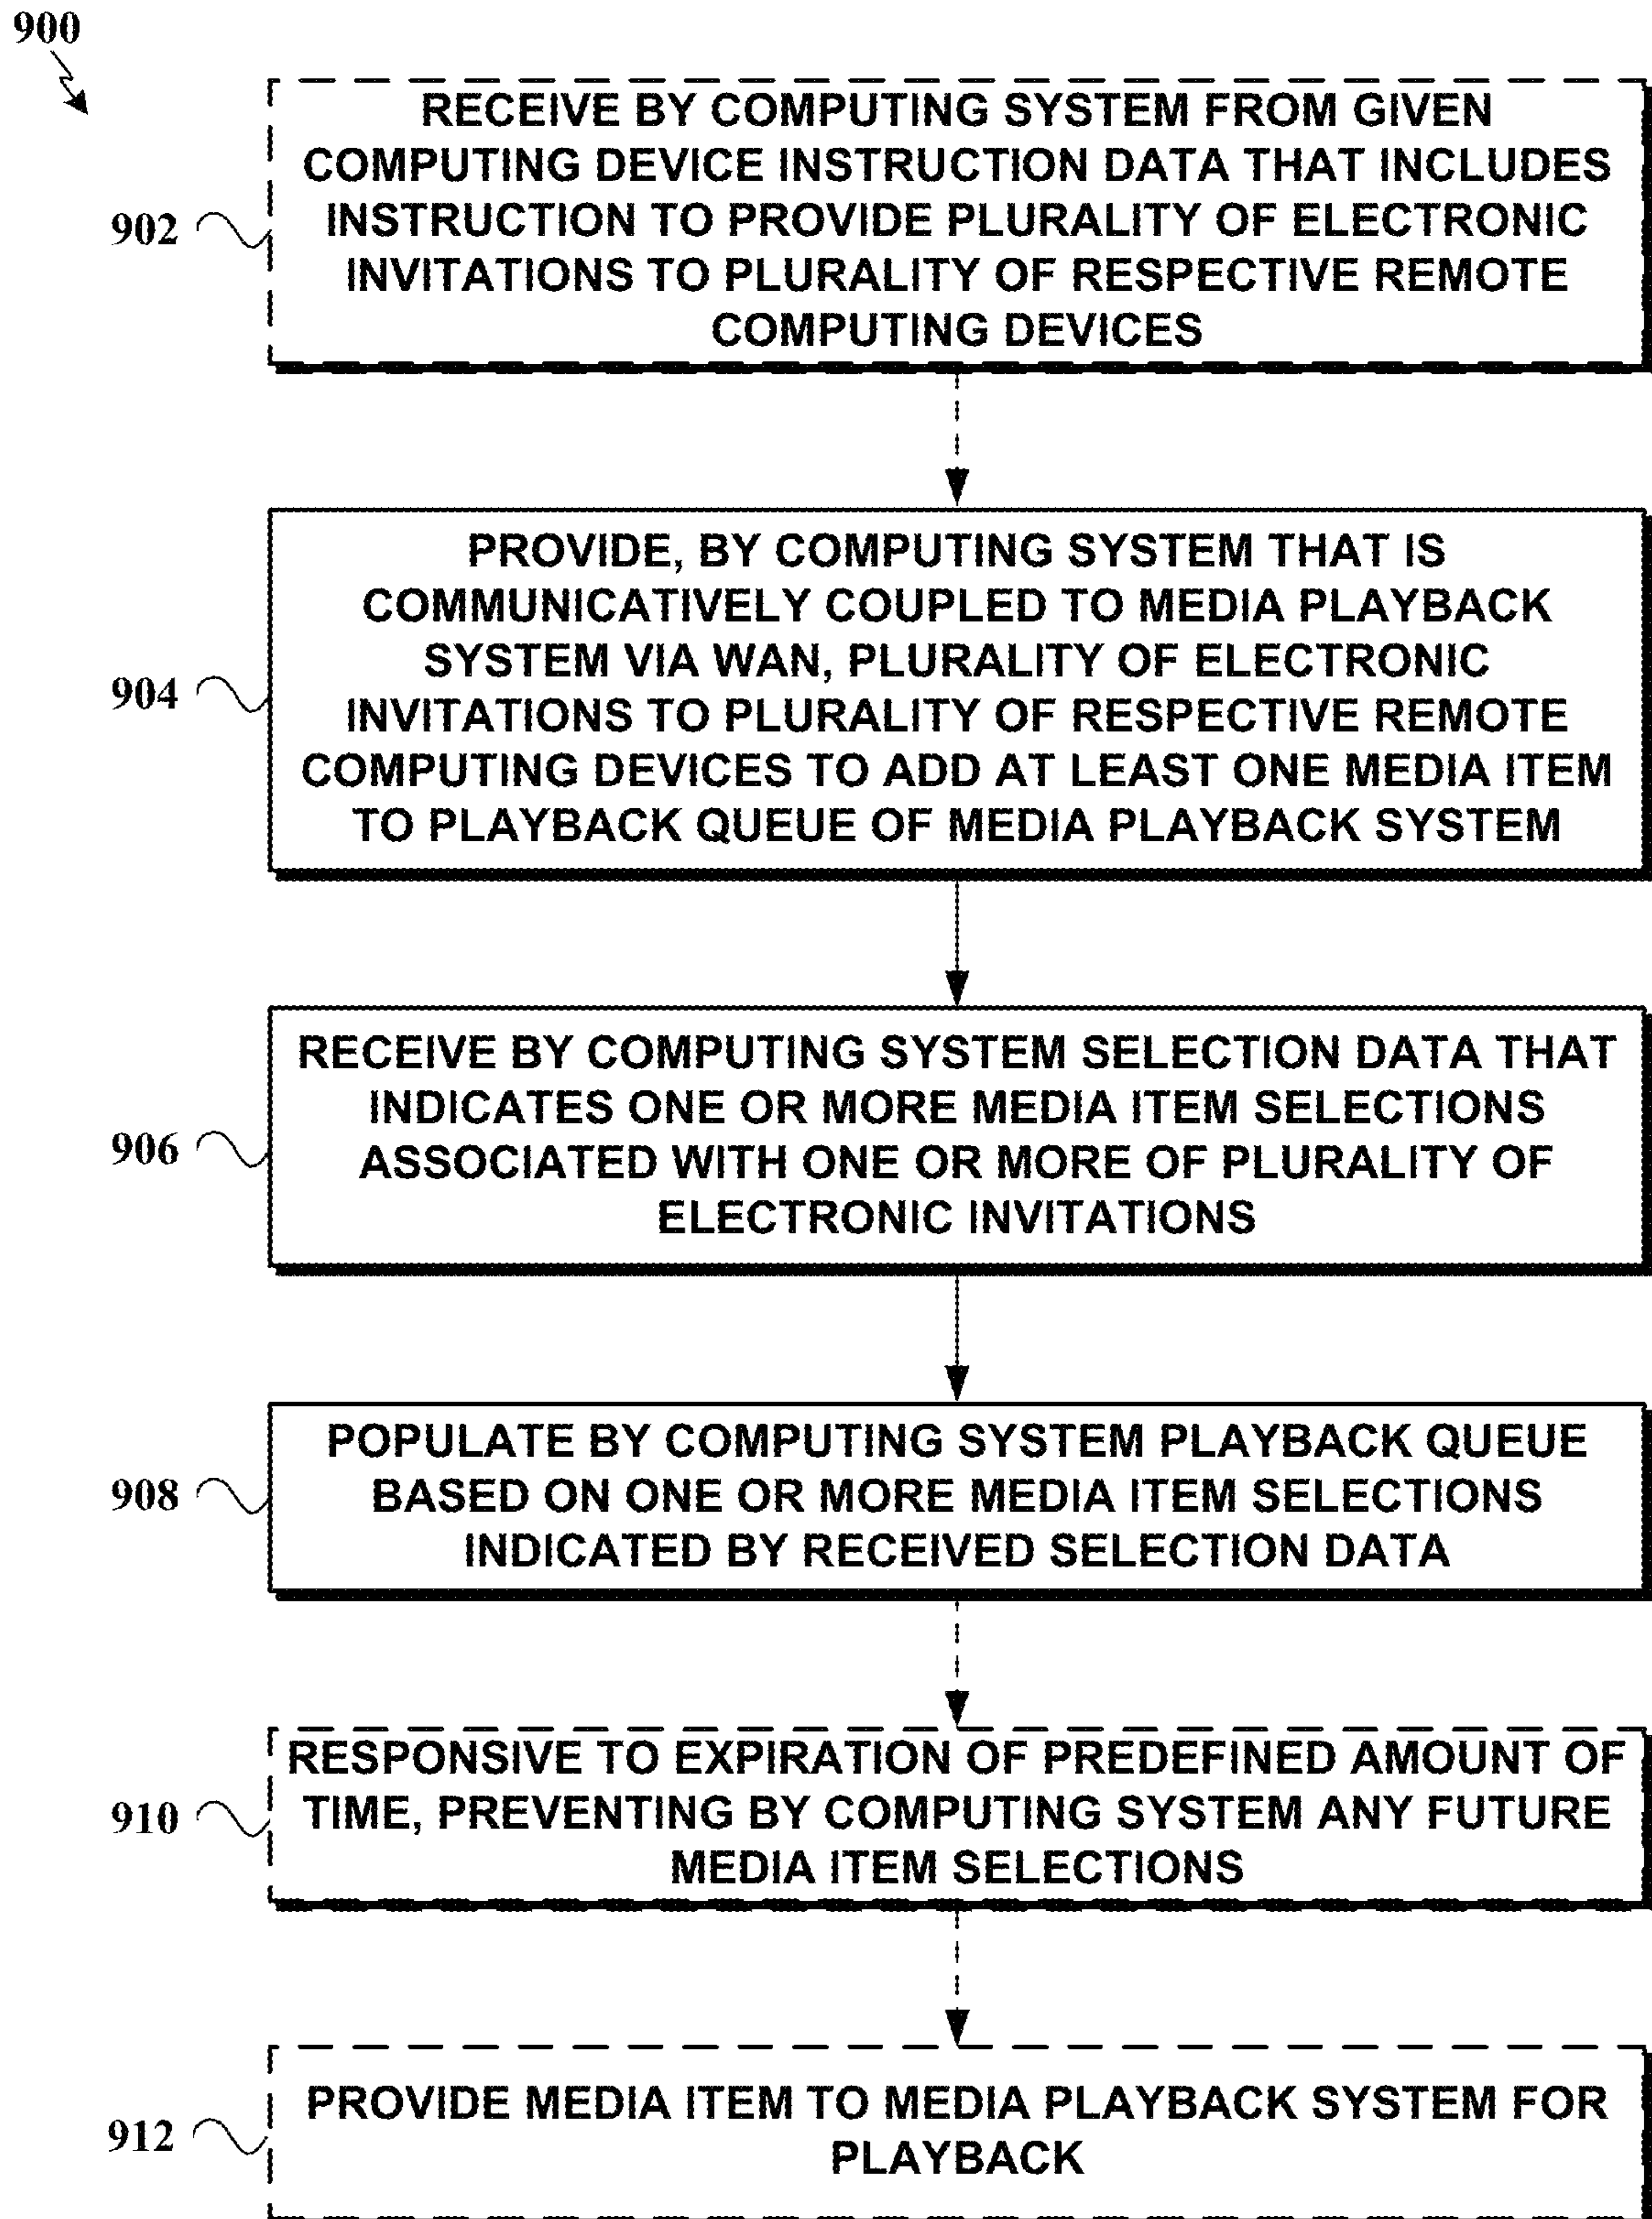 900
RECEIVE BY COMPUTING SYSTEM FROM GIVEN
COMPUTING DEVICE INSTRUCTION DATA THAT INCLUDES
INSTRUCTION TO PROVIDE PLURALITY OF ELECTRONIC
INVITATIONS TO PLURALITY OF RESPECTIVE REMOTE
COMPUTING DEVICES
902
PROVIDE, BY COMPUTING SYSTEM THAT IS
COMMUNICATIVELY COUPLED TO MEDIA PLAYBACK
SYSTEM VIA WAN, PLURALITY OF ELECTRONIC
INVITATIONS TO PLURALITY OF RESPECTIVE REMOTE
COMPUTING DEVICES TO ADD AT LEAST ONE MEDIA ITEM
TO PLAYBACK QUEUE OF MEDIA PLAYBACK SYSTEM
904
RECEIVE BY COMPUTING SYSTEM SELECTION DATA THAT
INDICATES ONE OR MORE MEDIA ITEM SELECTIONS
ASSOCIATED WITH ONE OR MORE OF PLURALITY OF
ELECTRONIC INVITATIONS
906
POPULATE BY COMPUTING SYSTEM PLAYBACK QUEUE
BASED ON ONE OR MORE MEDIA ITEM SELECTIONS
INDICATED BY RECEIVED SELECTION DATA
908
RESPONSIVE TO EXPIRATION OF PREDEFINED AMOUNT OF
TIME, PREVENTING BY COMPUTING SYSTEM ANY FUTURE
MEDIA ITEM SELECTIONS
910
PROVIDE MEDIA ITEM TO MEDIA PLAYBACK SYSTEM FOR
PLAYBACK
912